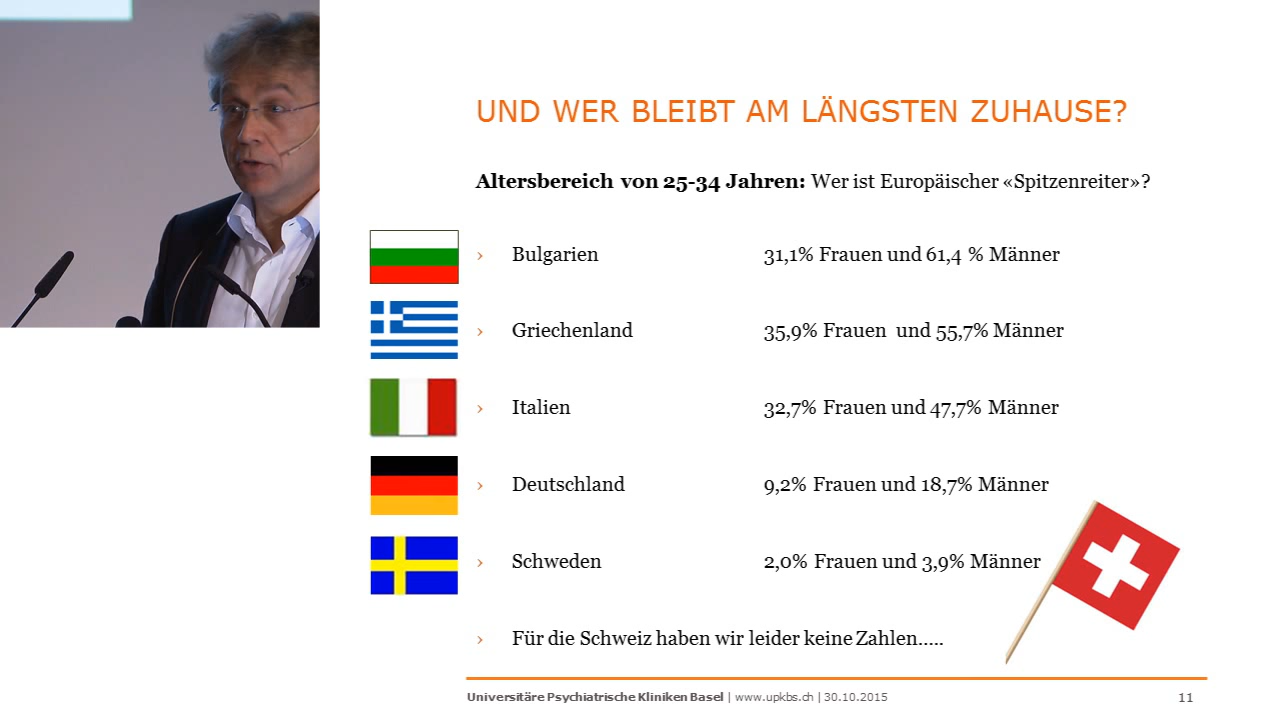 UND WER BLEIBT AM LÄNGSTEN ZUHAUSE?
Altersbereich von 25-34 Jahren: Wer ist Europäischer «Spitzenreiter»?
› Bulgarien 31,1% Frauen und 61,4 % Männer
› Griechenland 35,9% Frauen und 55,7% Männer
› Italien 32,7% Frauen und 47,7% Männer
› Deutschland 9,2% Frauen und 18,7% Männer
› Schweden 2,0% Frauen und 3,9% Männer
› Für die Schweiz haben wir leider keine Zahlen.....
Universitäre Psychiatrische Kliniken Basel | www.upkbs.ch | 30.10.2015 11